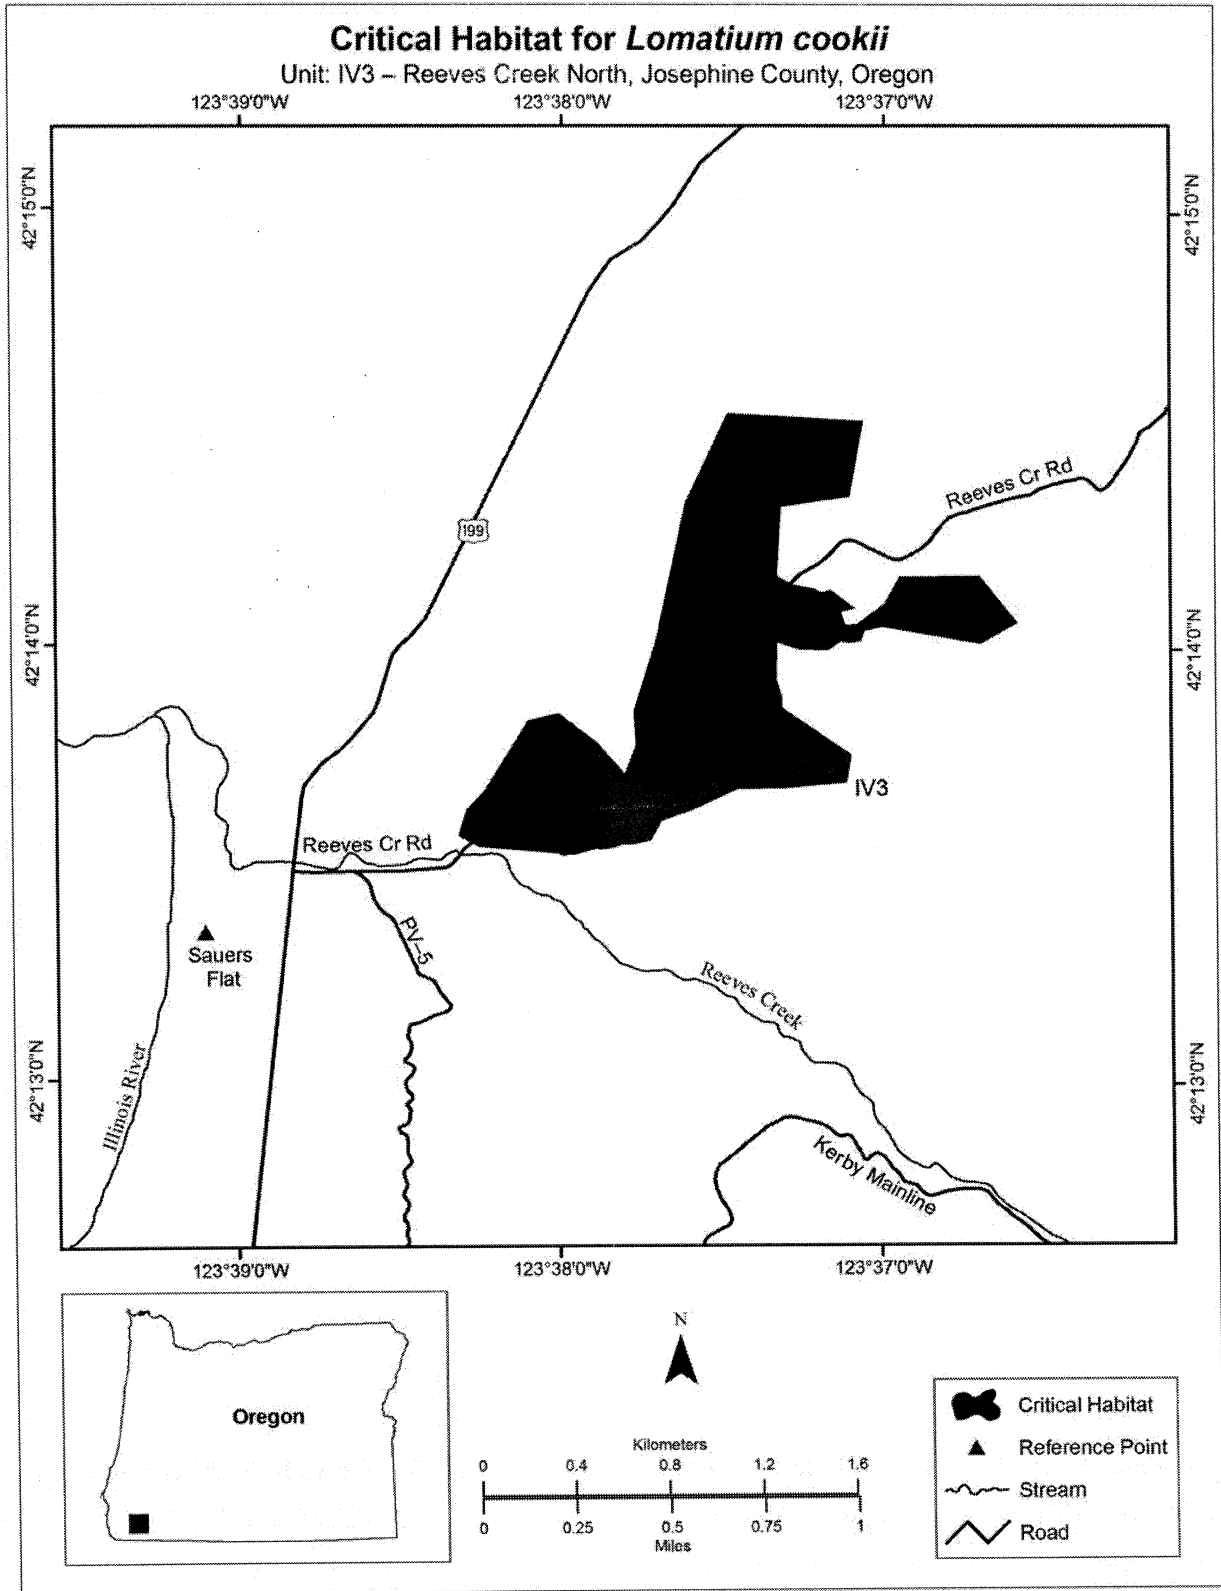 Critical Habitat for Lomatium cookii
Unit: IV3 – Reeves Creek North, Josephine County, Oregon
123°39'0"W
123°38'0"W
123°37'0"W
42°15'0"N
42°15'0"N
Reeves Cr Rd
199
42°14'0"N
42°14'0"N
IV3
Reeves Cr Rd
PV-5
Sauers
Flat
Reeves Creek
Illinois River
42°13'0"N
42°13'0"N
Kerby Mainline
123°39'0"W
123°38'0"W
123°37'0"W
Oregon
N
Kilometers
0 0.4 0.8 1.2 1.6
0 0.25 0.5 0.75 1
Miles
Critical Habitat
Reference Point
Stream
Road